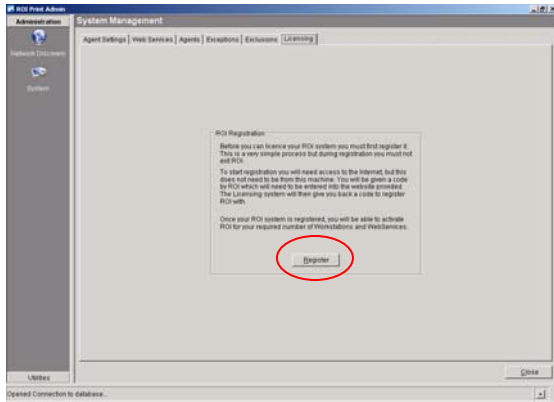 ROI Print Admin
Administration
System Management
Agent Settings Web Services Agents Exceptions Exclusions Licensing
Network Discovery
System
ROI Registration
Before you can licence your ROI system you must first register it.
This is a very simple process but during registration you must not
exit ROI.
To start registration you will need access to the Internet, but this
does not need to be from this machine. You will be given a code
by ROI which will need to be entered into the website provided.
The Licensing system will then give you back a code to register
ROI with.
Once your ROI system is registered, you will be able to activate
ROI for your required number of Workstations and WebServices.
Register
Close
Utilities
Opened Connection to database...